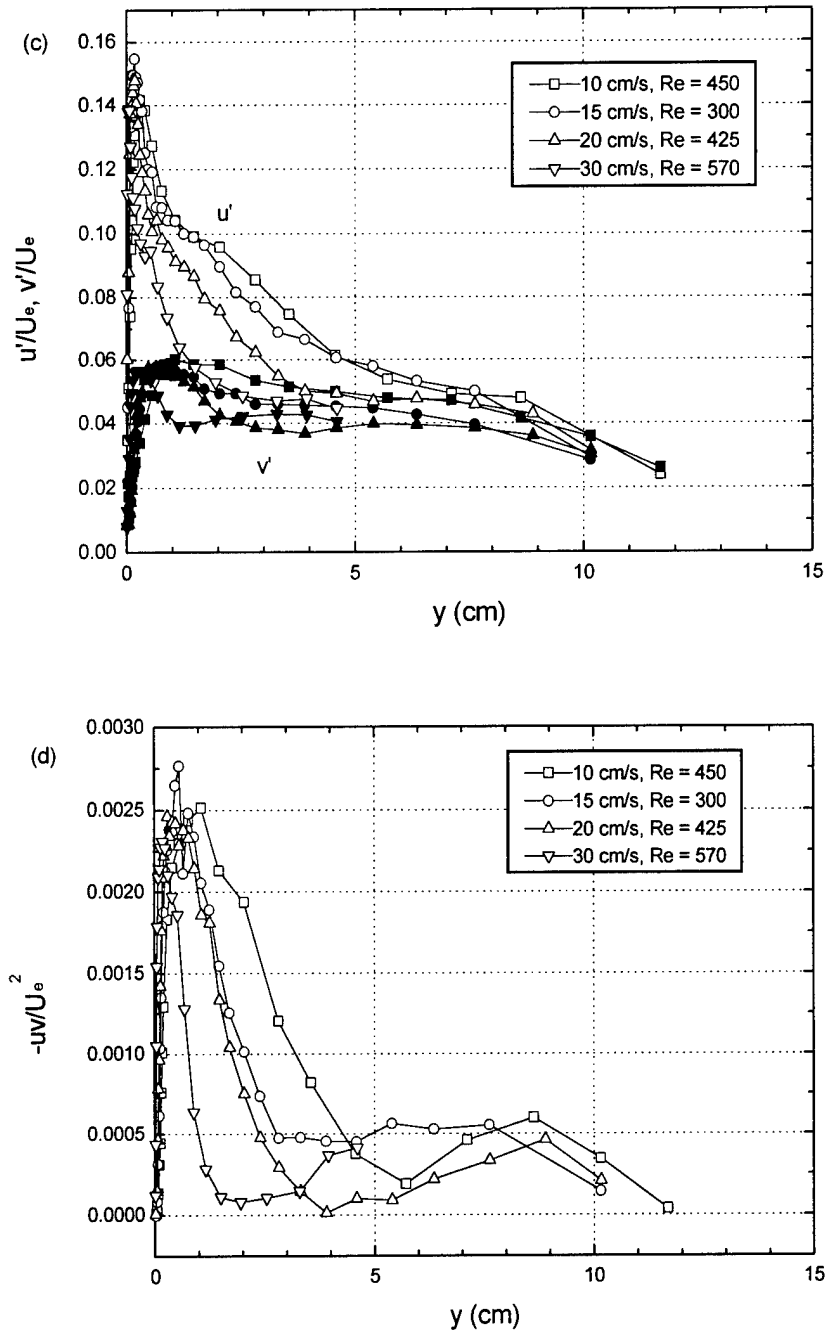 (c)
0.16
0.14
0.12
0.10
0.08
0.06
0.04
0.02
0.00
u'/Ue, v'/Ue
10 cm/s, Re = 450
15 cm/s, Re = 300
20 cm/s, Re = 425
30 cm/s, Re = 570
u'
v'
0
5
10
15
y (cm)
(d)
0.0030
0.0025
0.0020
0.0015
0.0010
0.0005
0.0000
-uv/Ue²
10 cm/s, Re = 450
15 cm/s, Re = 300
20 cm/s, Re = 425
30 cm/s, Re = 570
0
5
10
15
y (cm)